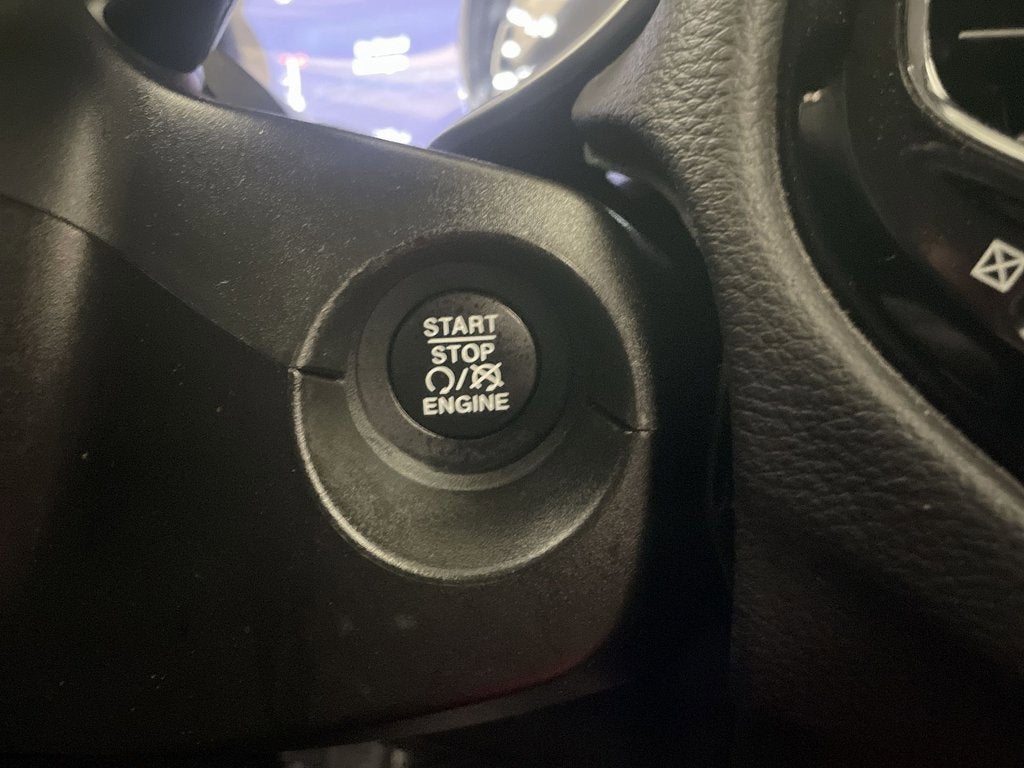 START
STOP
/
ENGINE